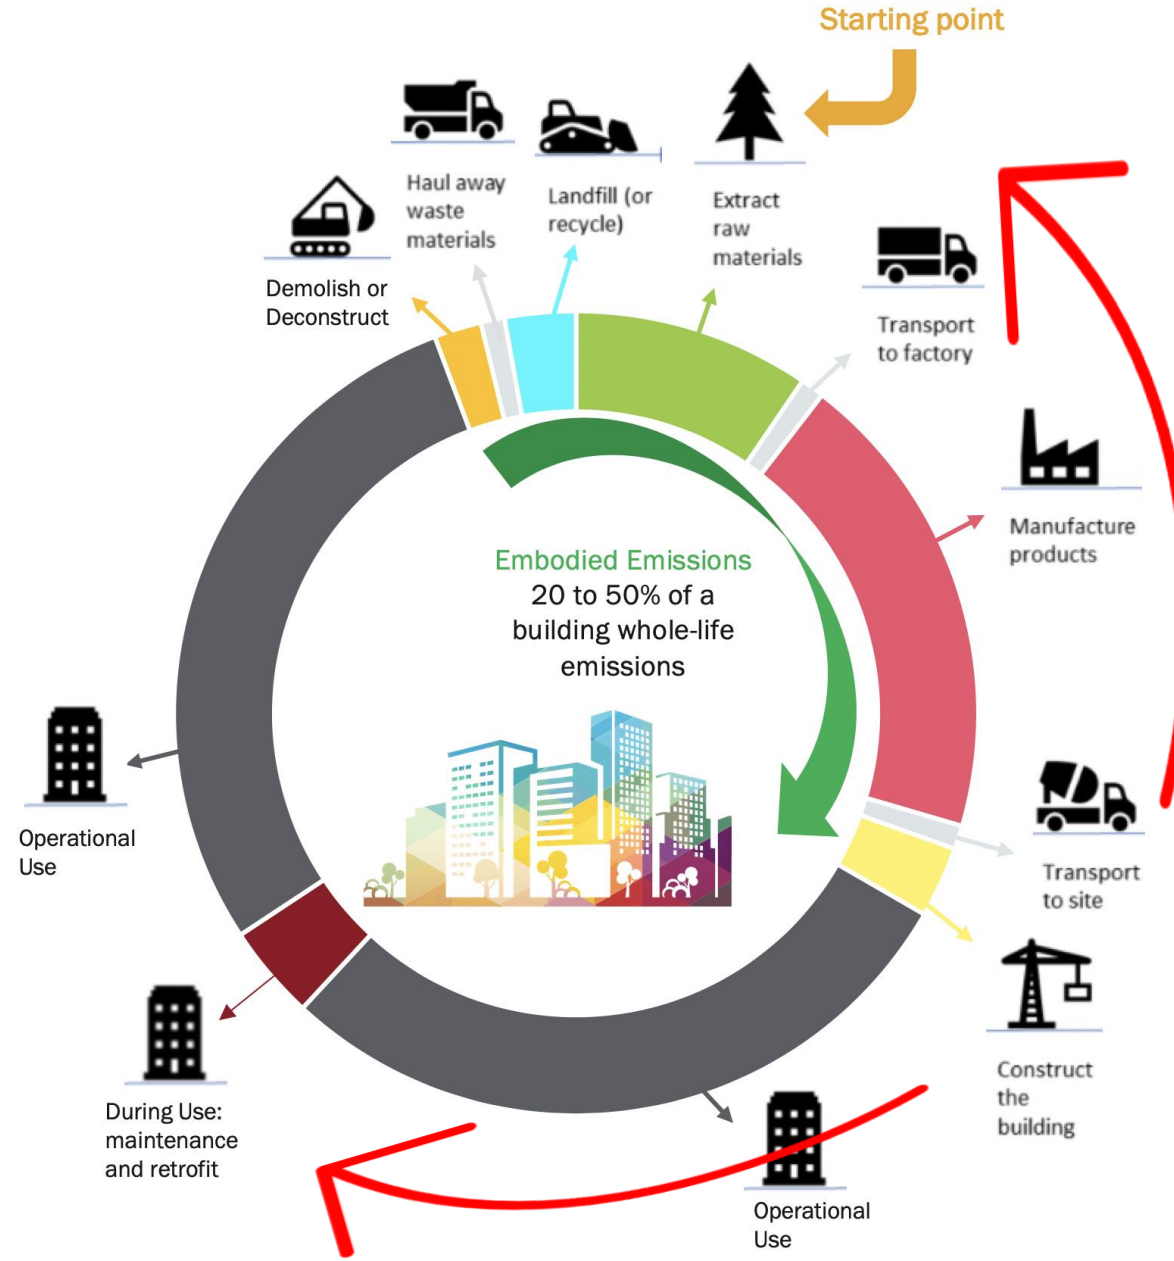 Starting point
Extract
raw
materials
Transport
to factory
Manufacture
products
Transport
to site
Construct
the
building
Operational
Use
During Use:
maintenance
and retrofit
Operational
Use
Demolish or
Deconstruct
Haul away
waste
materials
Landfill (or
recycle)
Embodied Emissions
20 to 50% of a
building whole-life
emissions